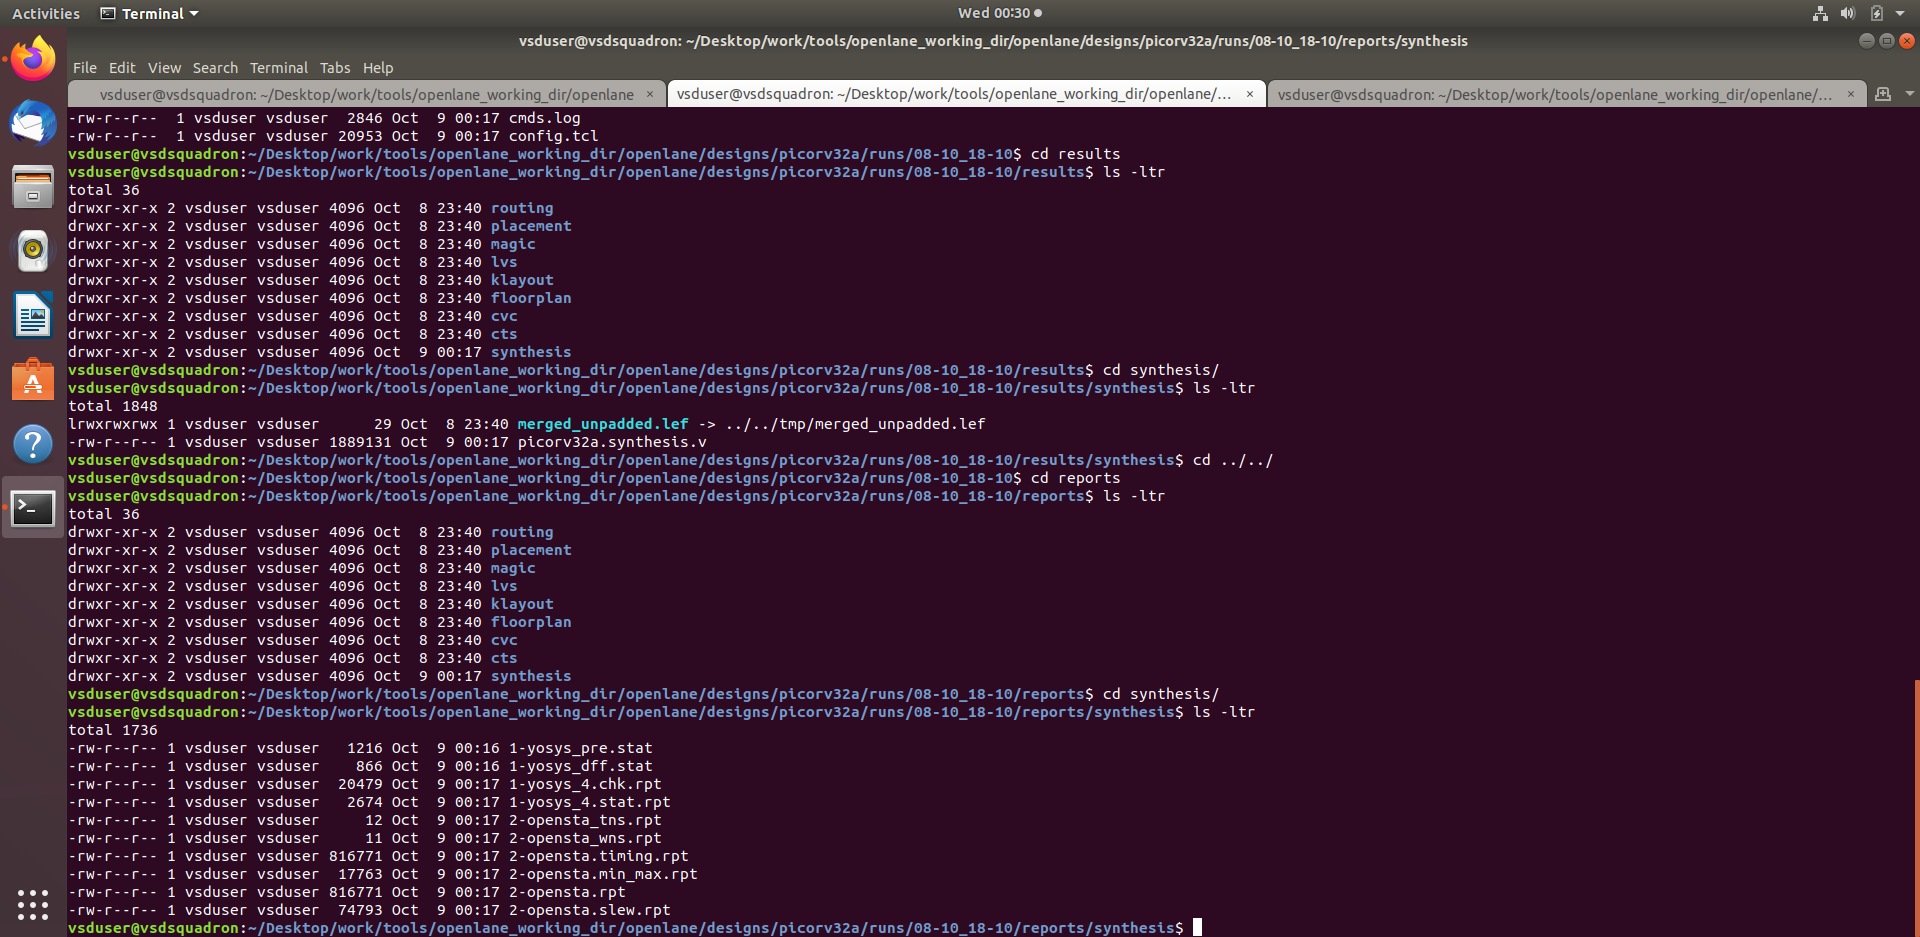 Activities Terminal Wed 00:30
vsduser@vsdsquadron: ~/Desktop/work/tools/openlane_working_dir/openlane/designs/picorv32a/runs/08-10_18-10/reports/synthesis
File Edit View Search Terminal Tabs Help
vsduser@vsdsquadron: ~/Desktop/work/tools/openlane_working_dir/openlane × vsduser@vsdsquadron: ~/Desktop/work/tools/openlane_working_dir/openlane/... × vsduser@vsdsquadron: ~/Desktop/work/tools/openlane_working_dir/openlane/... ×
-rw-r--r--  1 vsduser vsduser  2846 Oct  9 00:17 cmds.log
-rw-r--r--  1 vsduser vsduser 20953 Oct  9 00:17 config.tcl
vsduser@vsdsquadron:~/Desktop/work/tools/openlane_working_dir/openlane/designs/picorv32a/runs/08-10_18-10$ cd results
vsduser@vsdsquadron:~/Desktop/work/tools/openlane_working_dir/openlane/designs/picorv32a/runs/08-10_18-10/results$ ls -ltr
total 36
drwxr-xr-x 2 vsduser vsduser 4096 Oct  8 23:40 routing
drwxr-xr-x 2 vsduser vsduser 4096 Oct  8 23:40 placement
drwxr-xr-x 2 vsduser vsduser 4096 Oct  8 23:40 magic
drwxr-xr-x 2 vsduser vsduser 4096 Oct  8 23:40 lvs
drwxr-xr-x 2 vsduser vsduser 4096 Oct  8 23:40 klayout
drwxr-xr-x 2 vsduser vsduser 4096 Oct  8 23:40 floorplan
drwxr-xr-x 2 vsduser vsduser 4096 Oct  8 23:40 cvc
drwxr-xr-x 2 vsduser vsduser 4096 Oct  8 23:40 cts
drwxr-xr-x 2 vsduser vsduser 4096 Oct  9 00:17 synthesis
vsduser@vsdsquadron:~/Desktop/work/tools/openlane_working_dir/openlane/designs/picorv32a/runs/08-10_18-10/results$ cd synthesis/
vsduser@vsdsquadron:~/Desktop/work/tools/openlane_working_dir/openlane/designs/picorv32a/runs/08-10_18-10/results/synthesis$ ls -ltr
total 1848
lrwxrwxrwx 1 vsduser vsduser      29 Oct  8 23:40 merged_unpadded.lef -> ../../tmp/merged_unpadded.lef
-rw-r--r-- 1 vsduser vsduser 1889131 Oct  9 00:17 picorv32a.synthesis.v
vsduser@vsdsquadron:~/Desktop/work/tools/openlane_working_dir/openlane/designs/picorv32a/runs/08-10_18-10/results/synthesis$ cd ../../
vsduser@vsdsquadron:~/Desktop/work/tools/openlane_working_dir/openlane/designs/picorv32a/runs/08-10_18-10$ cd reports
vsduser@vsdsquadron:~/Desktop/work/tools/openlane_working_dir/openlane/designs/picorv32a/runs/08-10_18-10/reports$ ls -ltr
total 36
drwxr-xr-x 2 vsduser vsduser 4096 Oct  8 23:40 routing
drwxr-xr-x 2 vsduser vsduser 4096 Oct  8 23:40 placement
drwxr-xr-x 2 vsduser vsduser 4096 Oct  8 23:40 magic
drwxr-xr-x 2 vsduser vsduser 4096 Oct  8 23:40 lvs
drwxr-xr-x 2 vsduser vsduser 4096 Oct  8 23:40 klayout
drwxr-xr-x 2 vsduser vsduser 4096 Oct  8 23:40 floorplan
drwxr-xr-x 2 vsduser vsduser 4096 Oct  8 23:40 cvc
drwxr-xr-x 2 vsduser vsduser 4096 Oct  8 23:40 cts
drwxr-xr-x 2 vsduser vsduser 4096 Oct  9 00:17 synthesis
vsduser@vsdsquadron:~/Desktop/work/tools/openlane_working_dir/openlane/designs/picorv32a/runs/08-10_18-10/reports$ cd synthesis/
vsduser@vsdsquadron:~/Desktop/work/tools/openlane_working_dir/openlane/designs/picorv32a/runs/08-10_18-10/reports/synthesis$ ls -ltr
total 1736
-rw-r--r-- 1 vsduser vsduser   1216 Oct  9 00:16 1-yosys_pre.stat
-rw-r--r-- 1 vsduser vsduser    866 Oct  9 00:16 1-yosys_dff.stat
-rw-r--r-- 1 vsduser vsduser  20479 Oct  9 00:17 1-yosys_4.chk.rpt
-rw-r--r-- 1 vsduser vsduser   2674 Oct  9 00:17 1-yosys_4.stat.rpt
-rw-r--r-- 1 vsduser vsduser     12 Oct  9 00:17 2-opensta_tns.rpt
-rw-r--r-- 1 vsduser vsduser     11 Oct  9 00:17 2-opensta_wns.rpt
-rw-r--r-- 1 vsduser vsduser 816771 Oct  9 00:17 2-opensta.timing.rpt
-rw-r--r-- 1 vsduser vsduser  17763 Oct  9 00:17 2-opensta.min_max.rpt
-rw-r--r-- 1 vsduser vsduser 816771 Oct  9 00:17 2-opensta.rpt
-rw-r--r-- 1 vsduser vsduser  74793 Oct  9 00:17 2-opensta.slew.rpt
vsduser@vsdsquadron:~/Desktop/work/tools/openlane_working_dir/openlane/designs/picorv32a/runs/08-10_18-10/reports/synthesis$